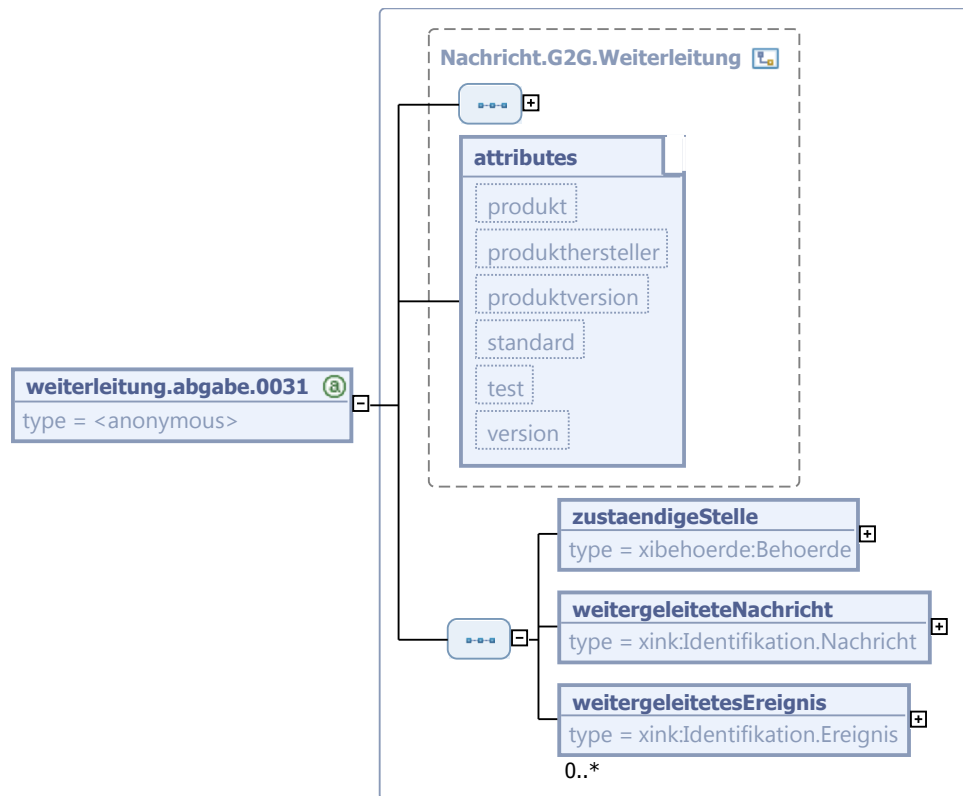 Nachricht.G2G.Weiterleitung
attributes
produkt
produkthersteller
produktversion
standard
test
version
weiterleitung.abgabe.0031 a
type = <anonymous>
zustaendigeStelle
type = xibehoerde:Behoerde
weitergeleiteteNachricht
type = xink:Identifikation.Nachricht
weitergeleitetesEreignis
type = xink:Identifikation.Ereignis
0..*